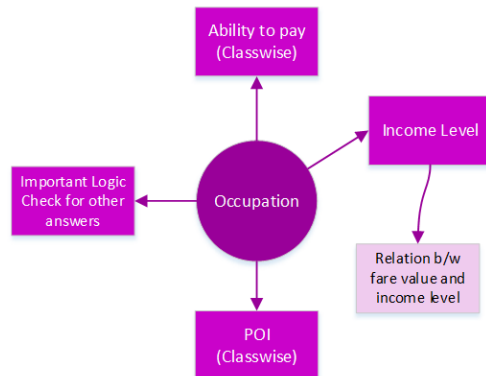 Ability to pay
(Classwise)
Income Level
Important Logic
Check for other
answers
Occupation
Relation b/w
fare value and
income level
POI
(Classwise)